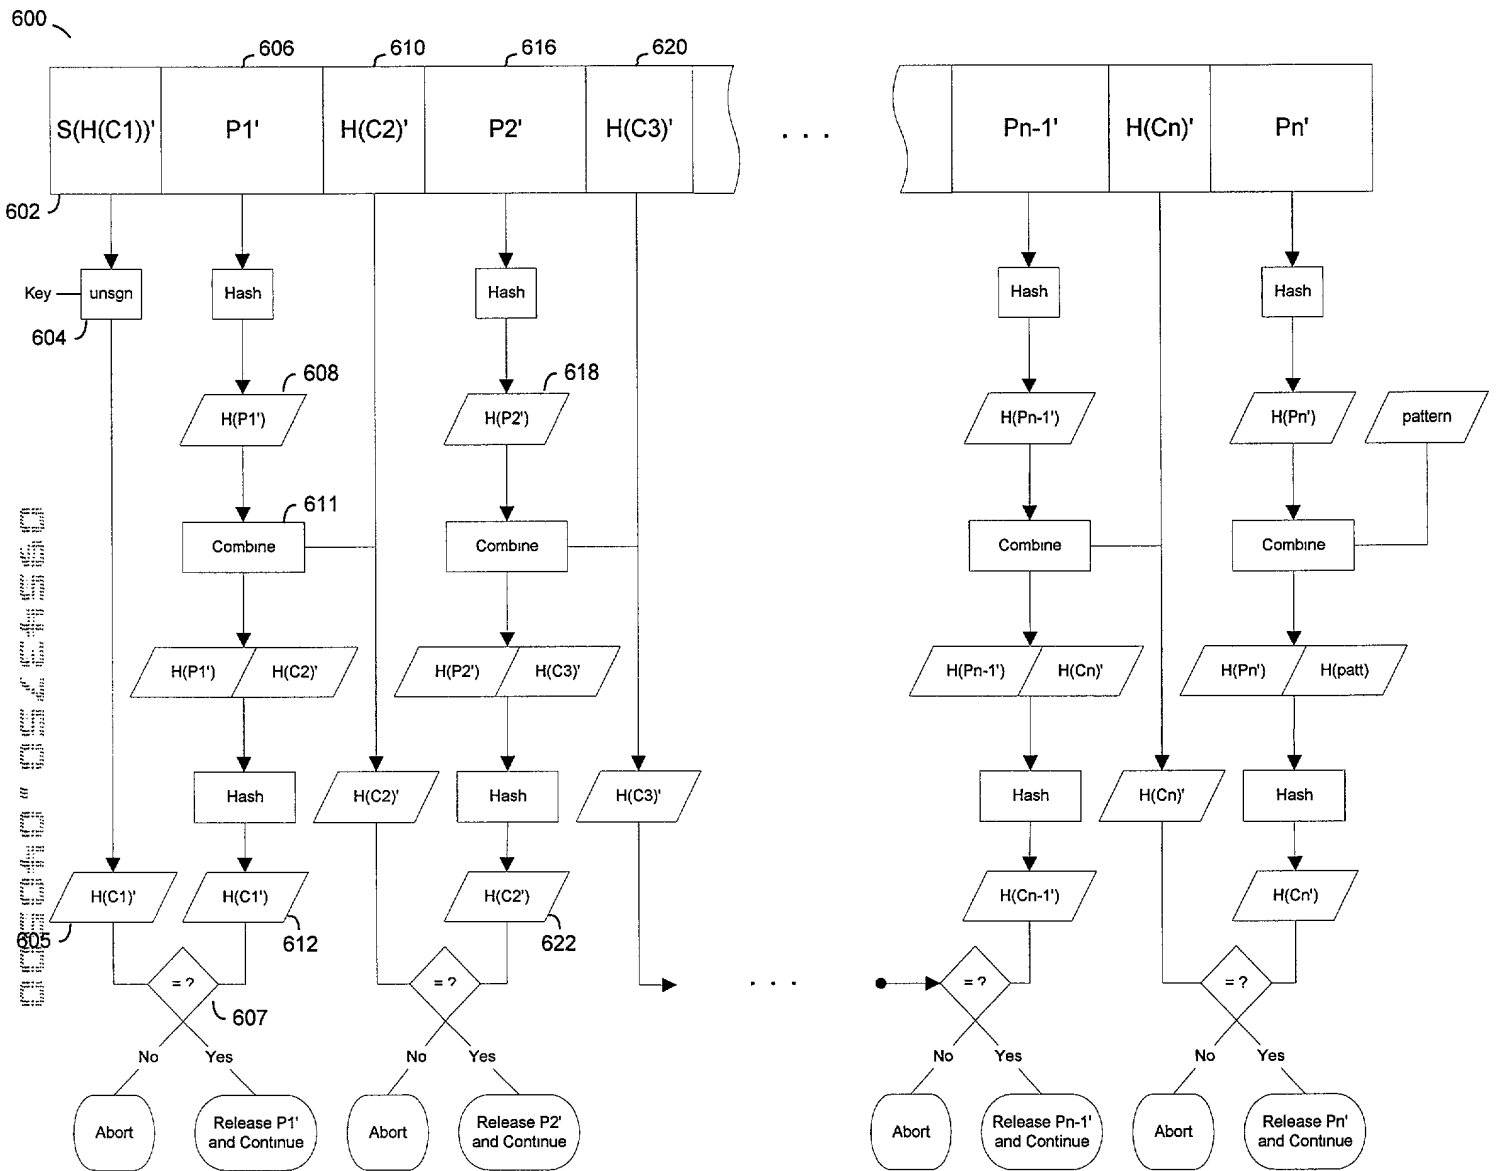 600
606
610
616
620
S(H(C1))'
P1'
H(C2)'
P2'
H(C3)'
. . .
Pn-1'
H(Cn)'
Pn'
602
Key
unsgn
Hash
Hash
Hash
Hash
604
608
618
H(P1')
H(P2')
H(Pn-1')
H(Pn')
pattern
611
Combine
Combine
Combine
Combine
H(P1')
H(C2)'
H(P2')
H(C3)'
H(Pn-1')
H(Cn)'
H(Pn')
H(patt)
Hash
H(C2)'
Hash
H(C3)'
Hash
H(Cn)'
Hash
H(C1)'
H(C1')
H(C2')
H(Cn-1')
H(Cn')
605
612
622
= ?
= ?
. . .
= ?
= ?
607
No
Yes
No
Yes
No
Yes
No
Yes
Abort
Release P1'
and Continue
Abort
Release P2'
and Continue
Abort
Release Pn-1'
and Continue
Abort
Release Pn'
and Continue